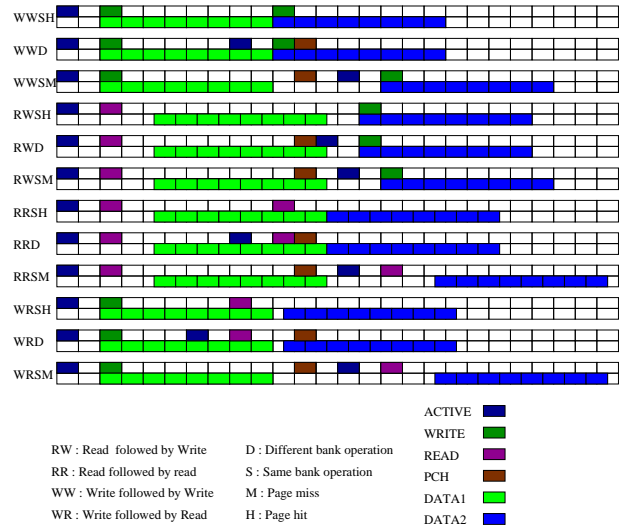 WWSH
WWD
WWSM
RWSH
RWD
RWSM
RRSH
RRD
RRSM
WRSH
WRD
WRSM
ACTIVE
WRITE
READ
PCH
DATA1
DATA2
RW : Read folowed by Write
RR : Read followed by read
WW : Write followed by Write
WR : Write followed by Read
D : Different bank operation
S : Same bank operation
M : Page miss
H : Page hit